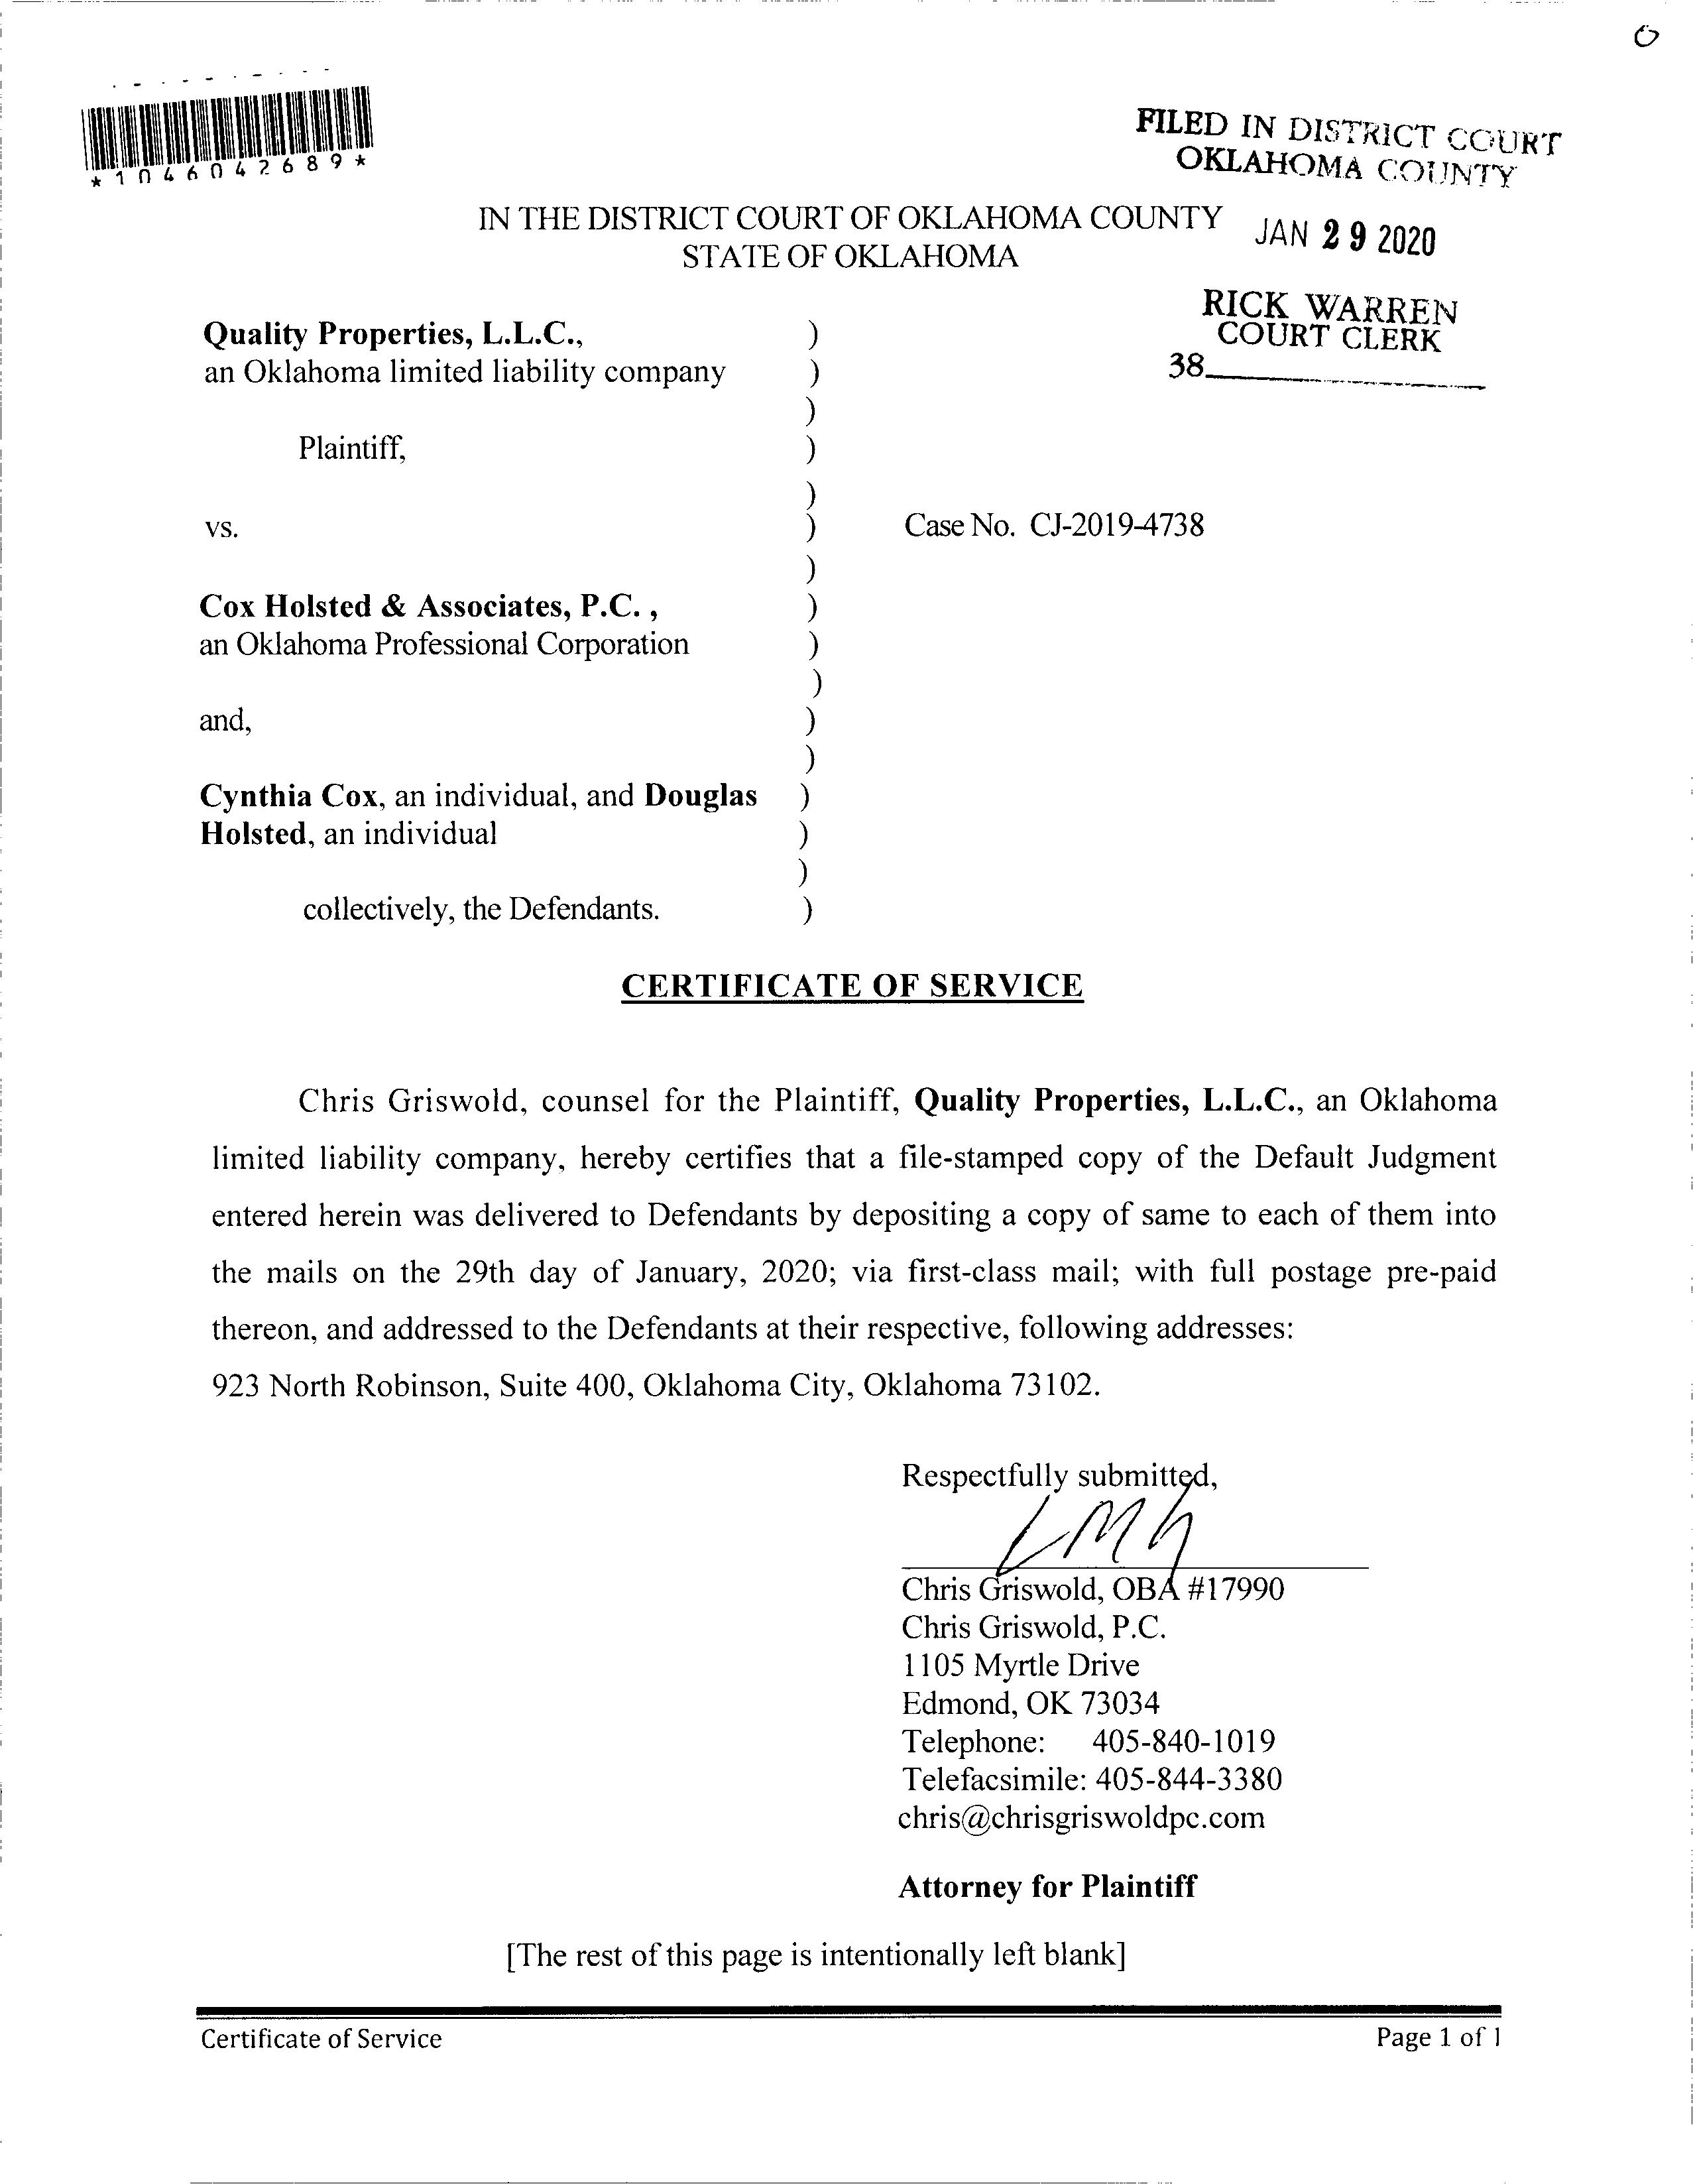 *1046042689*
FILED IN DISTRICT COURT
OKLAHOMA COUNTY
JAN 29 2020
RICK WARREN
COURT CLERK
38
IN THE DISTRICT COURT OF OKLAHOMA COUNTY
STATE OF OKLAHOMA
Quality Properties, L.L.C., )
an Oklahoma limited liability company )
)
Plaintiff, )
)
vs. ) Case No. CJ-2019-4738
)
Cox Holsted & Associates, P.C. , )
an Oklahoma Professional Corporation )
)
and, )
)
Cynthia Cox, an individual, and Douglas )
Holsted, an individual )
)
collectively, the Defendants. )
CERTIFICATE OF SERVICE
Chris Griswold, counsel for the Plaintiff, Quality Properties, L.L.C., an Oklahoma
limited liability company, hereby certifies that a file-stamped copy of the Default Judgment
entered herein was delivered to Defendants by depositing a copy of same to each of them into
the mails on the 29th day of January, 2020; via first-class mail; with full postage pre-paid
thereon, and addressed to the Defendants at their respective, following addresses:
923 North Robinson, Suite 400, Oklahoma City, Oklahoma 73102.
Respectfully submitted,
Chris Griswold, OBA #17990
Chris Griswold, P.C.
1105 Myrtle Drive
Edmond, OK 73034
Telephone: 405-840-1019
Telefacsimile: 405-844-3380
chris@chrisgriswoldpc.com
Attorney for Plaintiff
[The rest of this page is intentionally left blank]
Certificate of Service Page 1 of 1